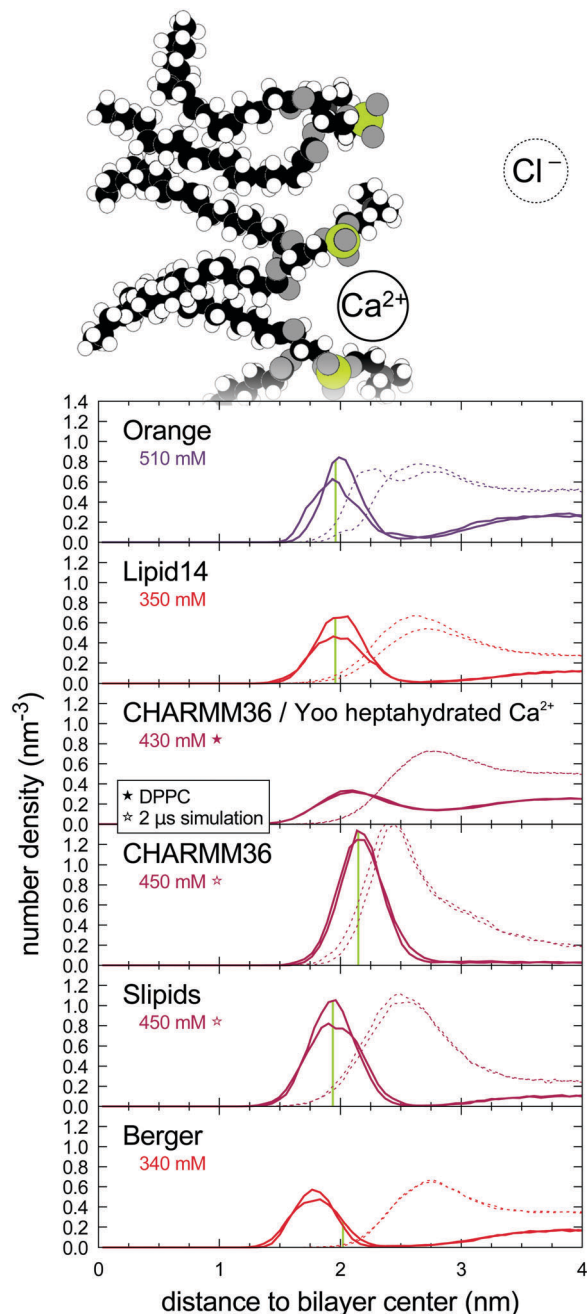 Cl⁻
Ca²⁺
1.4
1.2
1.0
0.8
0.6
0.4
0.2
0.0
Orange
510 mM
1.0
0.8
0.6
0.4
0.2
0.0
Lipid14
350 mM
1.0
0.8
0.6
0.4
0.2
0.0
CHARMM36 / Yoo heptahydrated Ca²⁺
430 mM ★
★ DPPC
☆ 2 µs simulation
1.2
1.0
0.8
0.6
0.4
0.2
0.0
CHARMM36
450 mM ☆
1.2
1.0
0.8
0.6
0.4
0.2
0.0
Slipids
450 mM ☆
1.0
0.8
0.6
0.4
0.2
0.0
Berger
340 mM
number density (nm⁻³)
0 1 2 3 4
distance to bilayer center (nm)